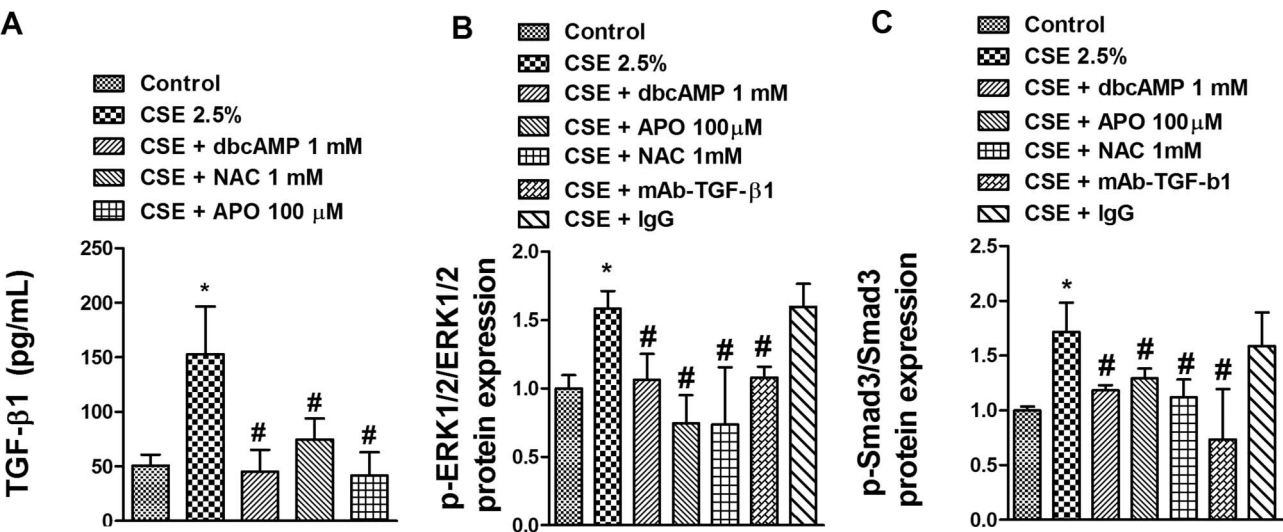 A
Control
CSE 2.5%
CSE + dbcAMP 1 mM
CSE + NAC 1 mM
CSE + APO 100 μM
TGF-β1 (pg/mL)
250
200
150
100
50
0
*
#
#
#
B
Control
CSE 2.5%
CSE + dbcAMP 1 mM
CSE + APO 100μM
CSE + NAC 1mM
CSE + mAb-TGF-β1
CSE + IgG
p-ERK1/2/ERK1/2
protein expression
2.0
1.5
1.0
0.5
0.0
*
#
#
#
#
C
Control
CSE 2.5%
CSE + dbcAMP 1 mM
CSE + APO 100μM
CSE + NAC 1mM
CSE + mAb-TGF-b1
CSE + IgG
p-Smad3/Smad3
protein expression
2.5
2.0
1.5
1.0
0.5
0.0
*
#
#
#
#